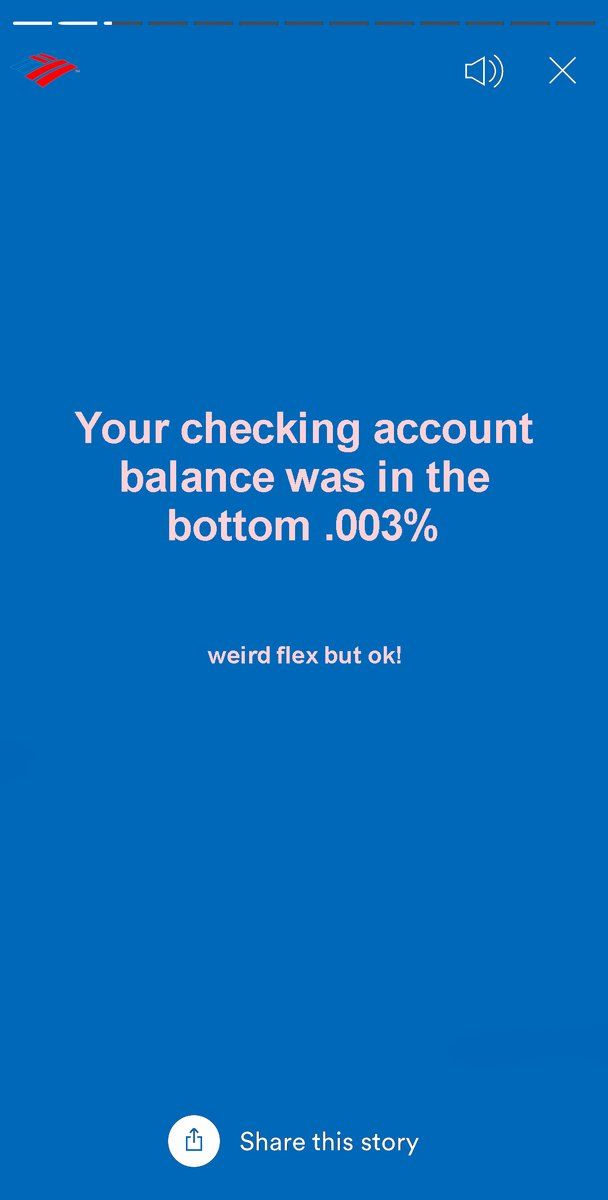 Your checking account
balance was in the
bottom .003%
weird flex but ok!
Share this story